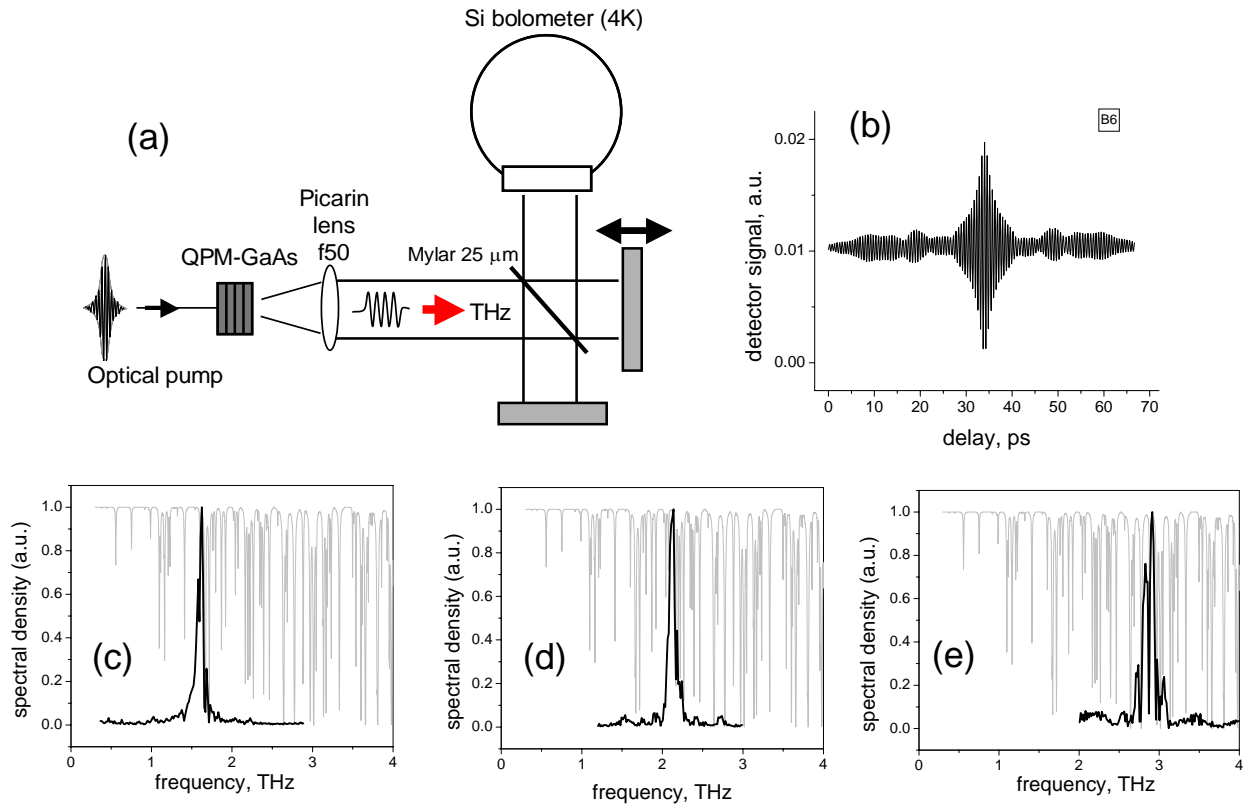 Si bolometer (4K)
(a)
Picarin
lens
f50
QPM-GaAs
Mylar 25 μm
THz
Optical pump
(b)
B6
detector signal, a.u.
0.02
0.01
0.00
0 10 20 30 40 50 60 70
delay, ps
(c)
spectral density (a.u.)
1.0
0.8
0.6
0.4
0.2
0.0
0 1 2 3 4
frequency, THz
(d)
spectral density (a.u.)
1.0
0.8
0.6
0.4
0.2
0.0
0 1 2 3 4
frequency, THz
(e)
spectral density (a.u.)
1.0
0.8
0.6
0.4
0.2
0.0
0 1 2 3 4
frequency, THz